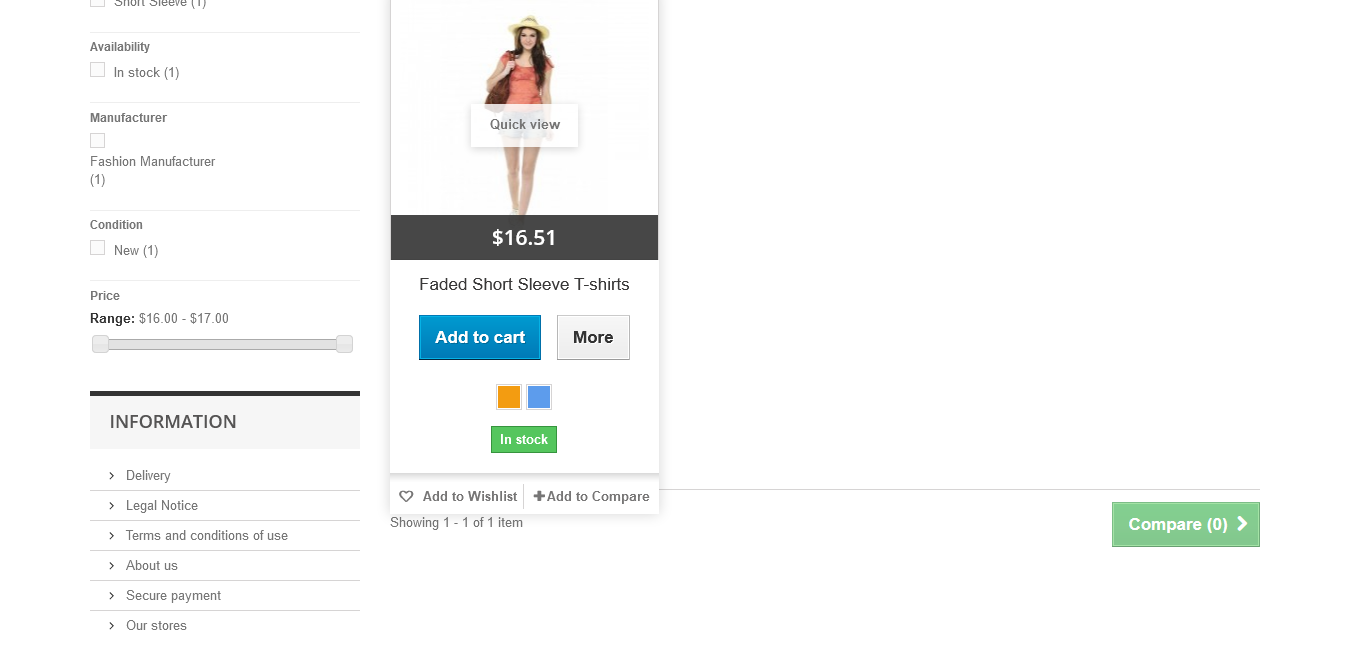 Short Sleeve (1)
Availability
In stock (1)
Manufacturer
Fashion Manufacturer
(1)
Condition
New (1)
Price
Range: $16.00 - $17.00
INFORMATION
Delivery
Legal Notice
Terms and conditions of use
About us
Secure payment
Our stores
Quick view
$16.51
Faded Short Sleeve T-shirts
Add to cart
More
In stock
Add to Wishlist
Add to Compare
Showing 1 - 1 of 1 item
Compare (0)